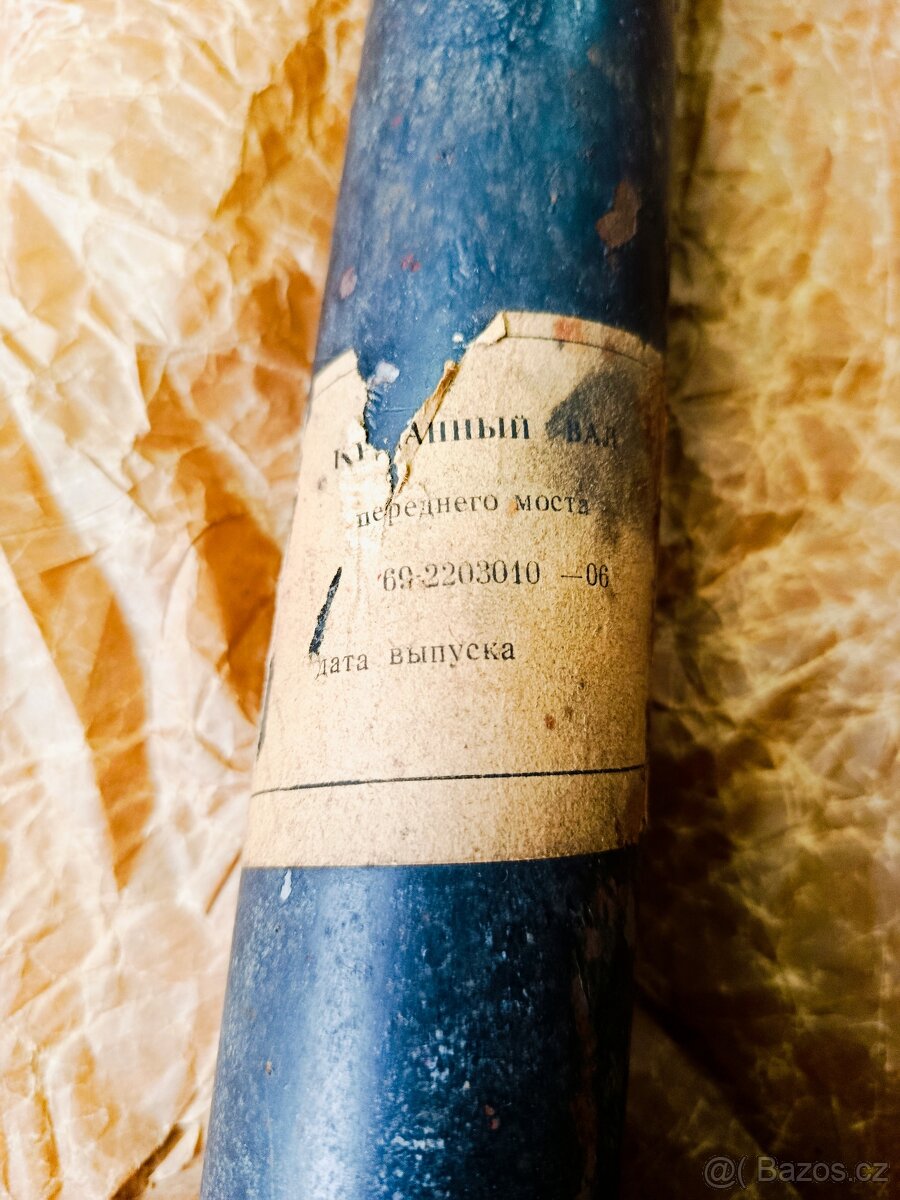 переднего моста
69-2203010 —06
дата выпуска
@( Bazos.cz